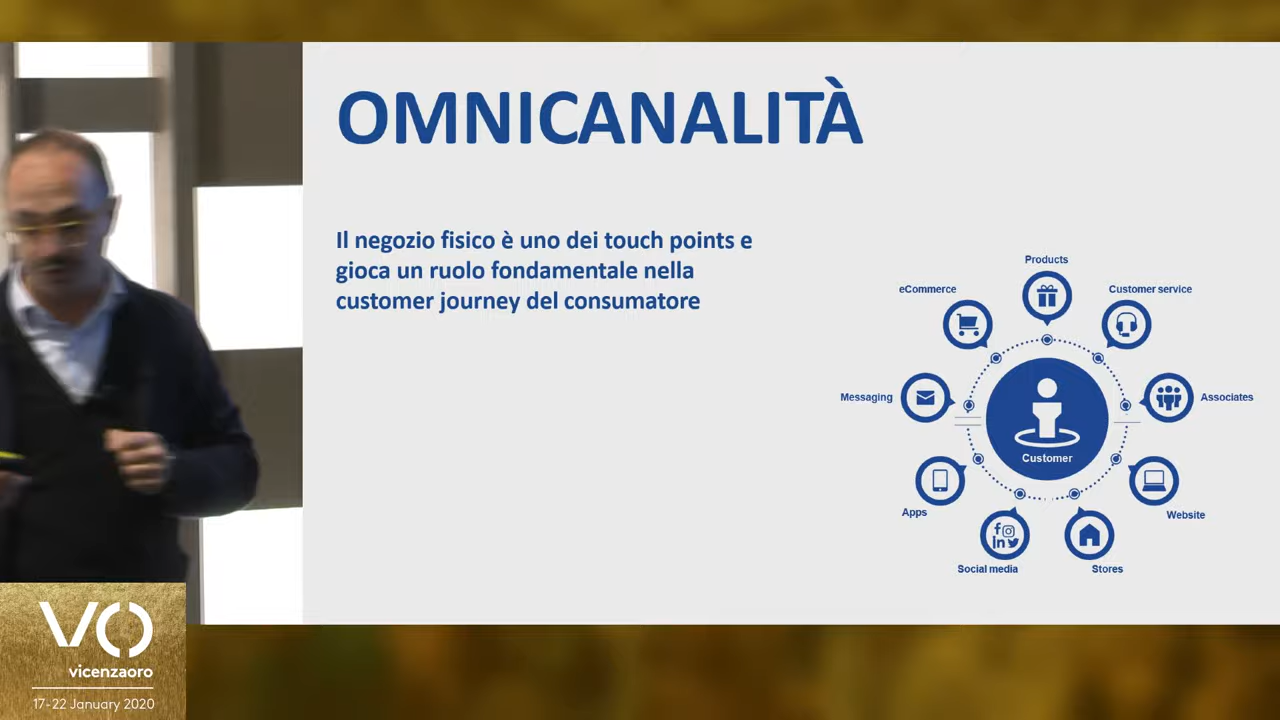 OMNICANALITÀ
Il negozio fisico è uno dei touch points e
gioca un ruolo fondamentale nella
customer journey del consumatore
Products
eCommerce
Customer service
Messaging
Associates
Customer
Apps
Website
Social media
Stores
VO
vicenzaoro
17-22 January 2020